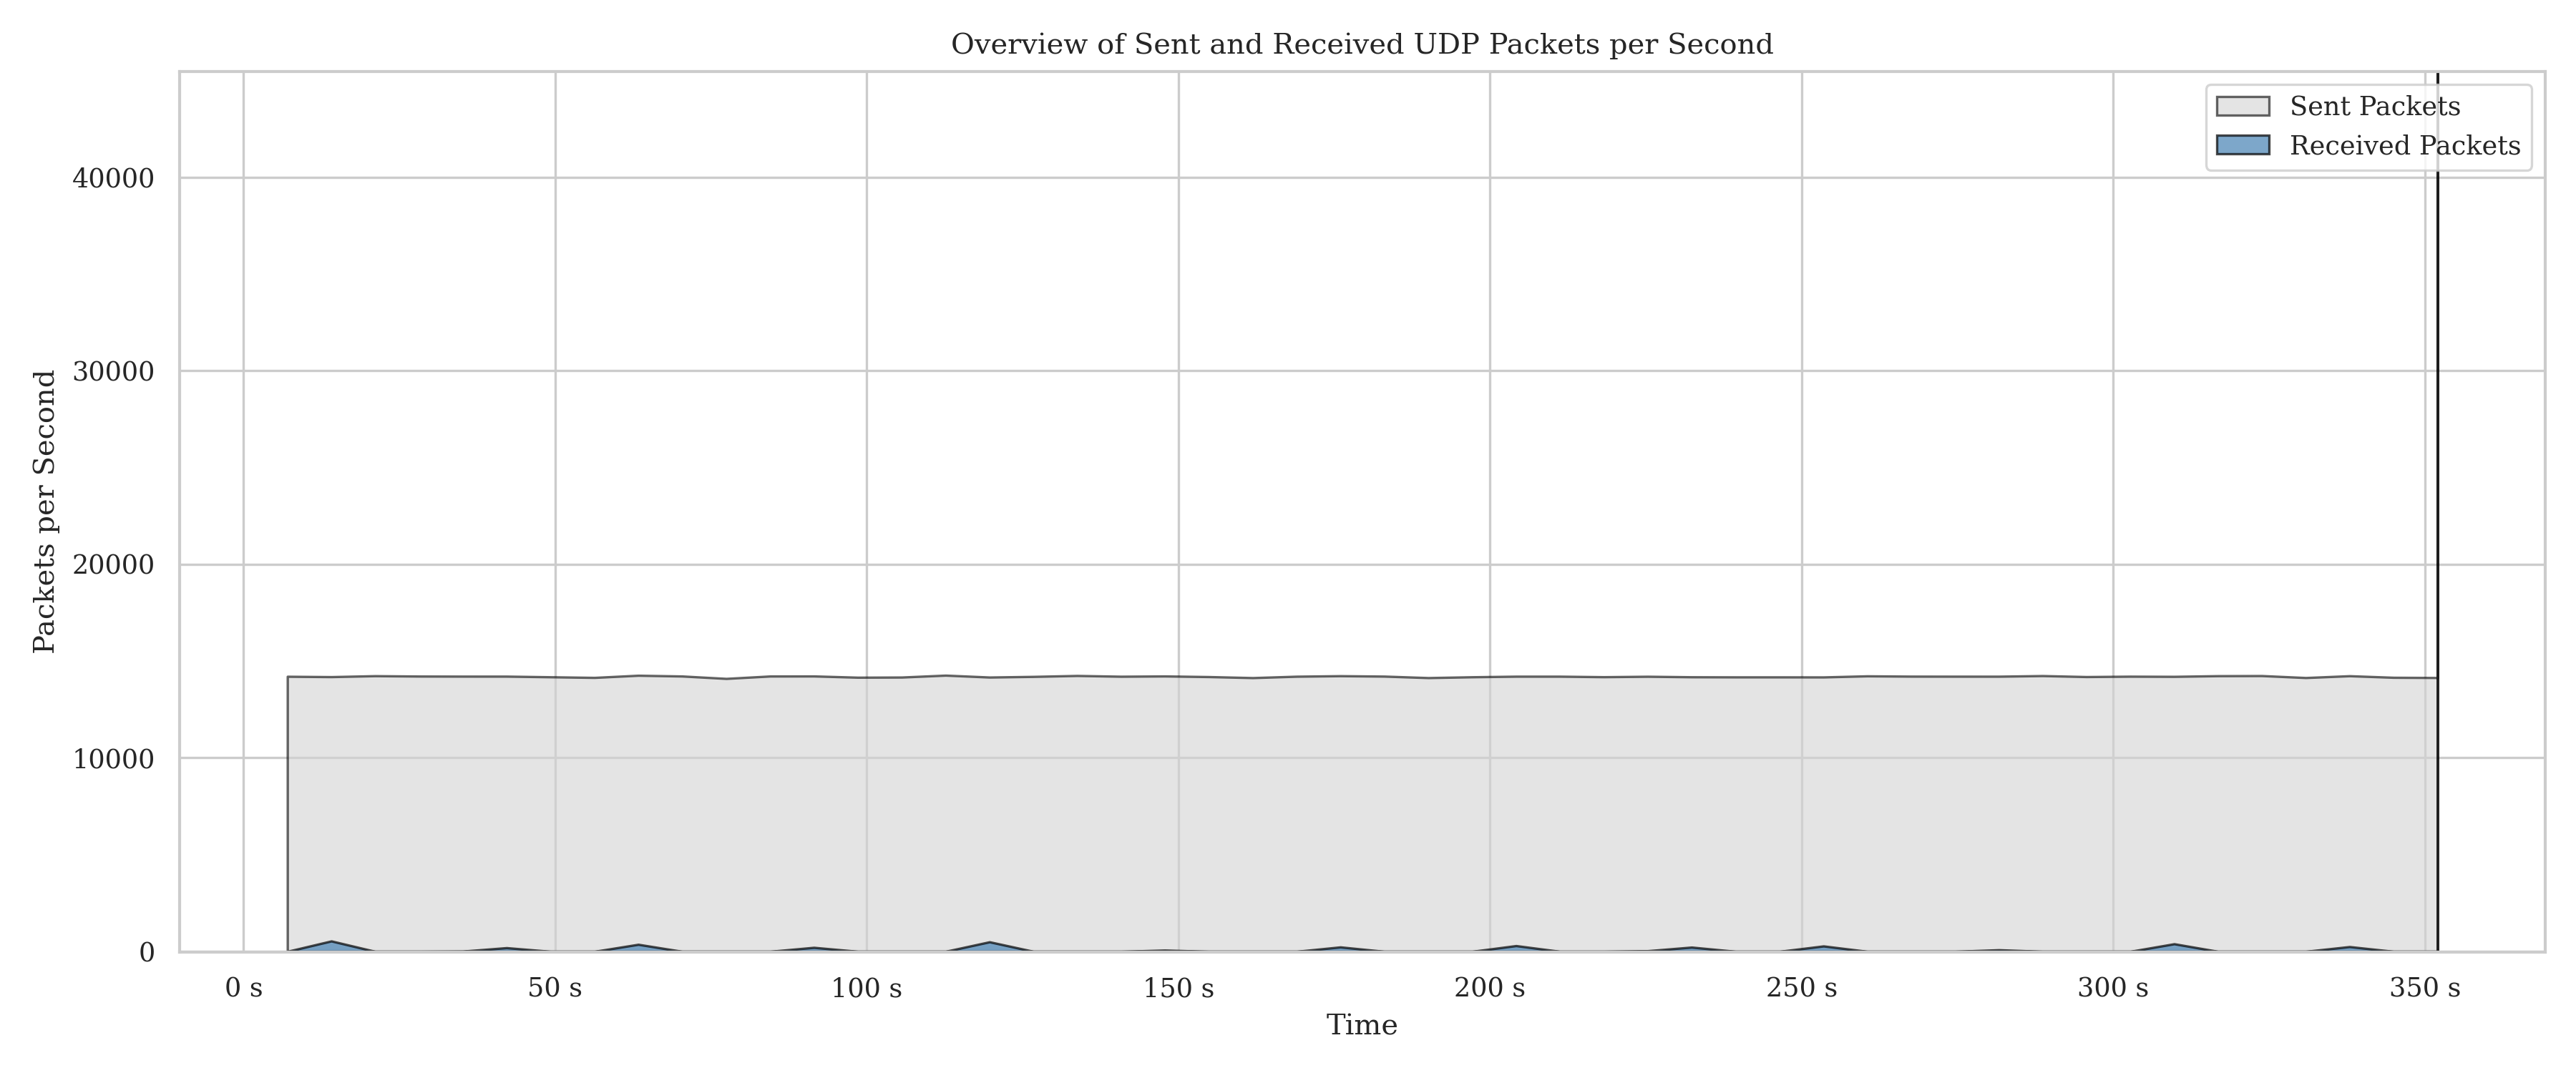 Overview of Sent and Received UDP Packets per Second
Sent Packets
Received Packets
Packets per Second
40000
30000
20000
10000
0
0 s
50 s
100 s
150 s
200 s
250 s
300 s
350 s
Time